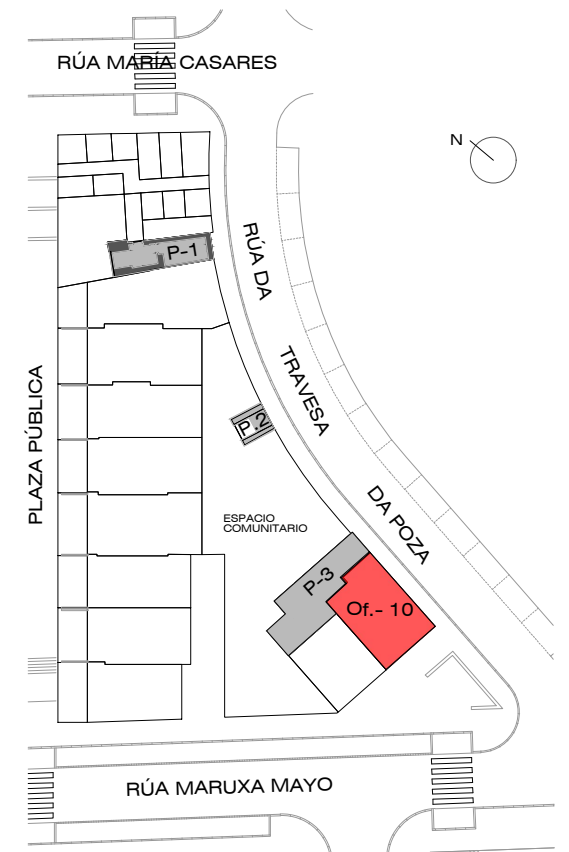 RÚA MARÍA CASARES
N
P-1
RÚA DA
TRAVESA
DA POZA
PLAZA PÚBLICA
P.2
ESPACIO
COMUNITARIO
P-3
Of.- 10
RÚA MARUXA MAYO